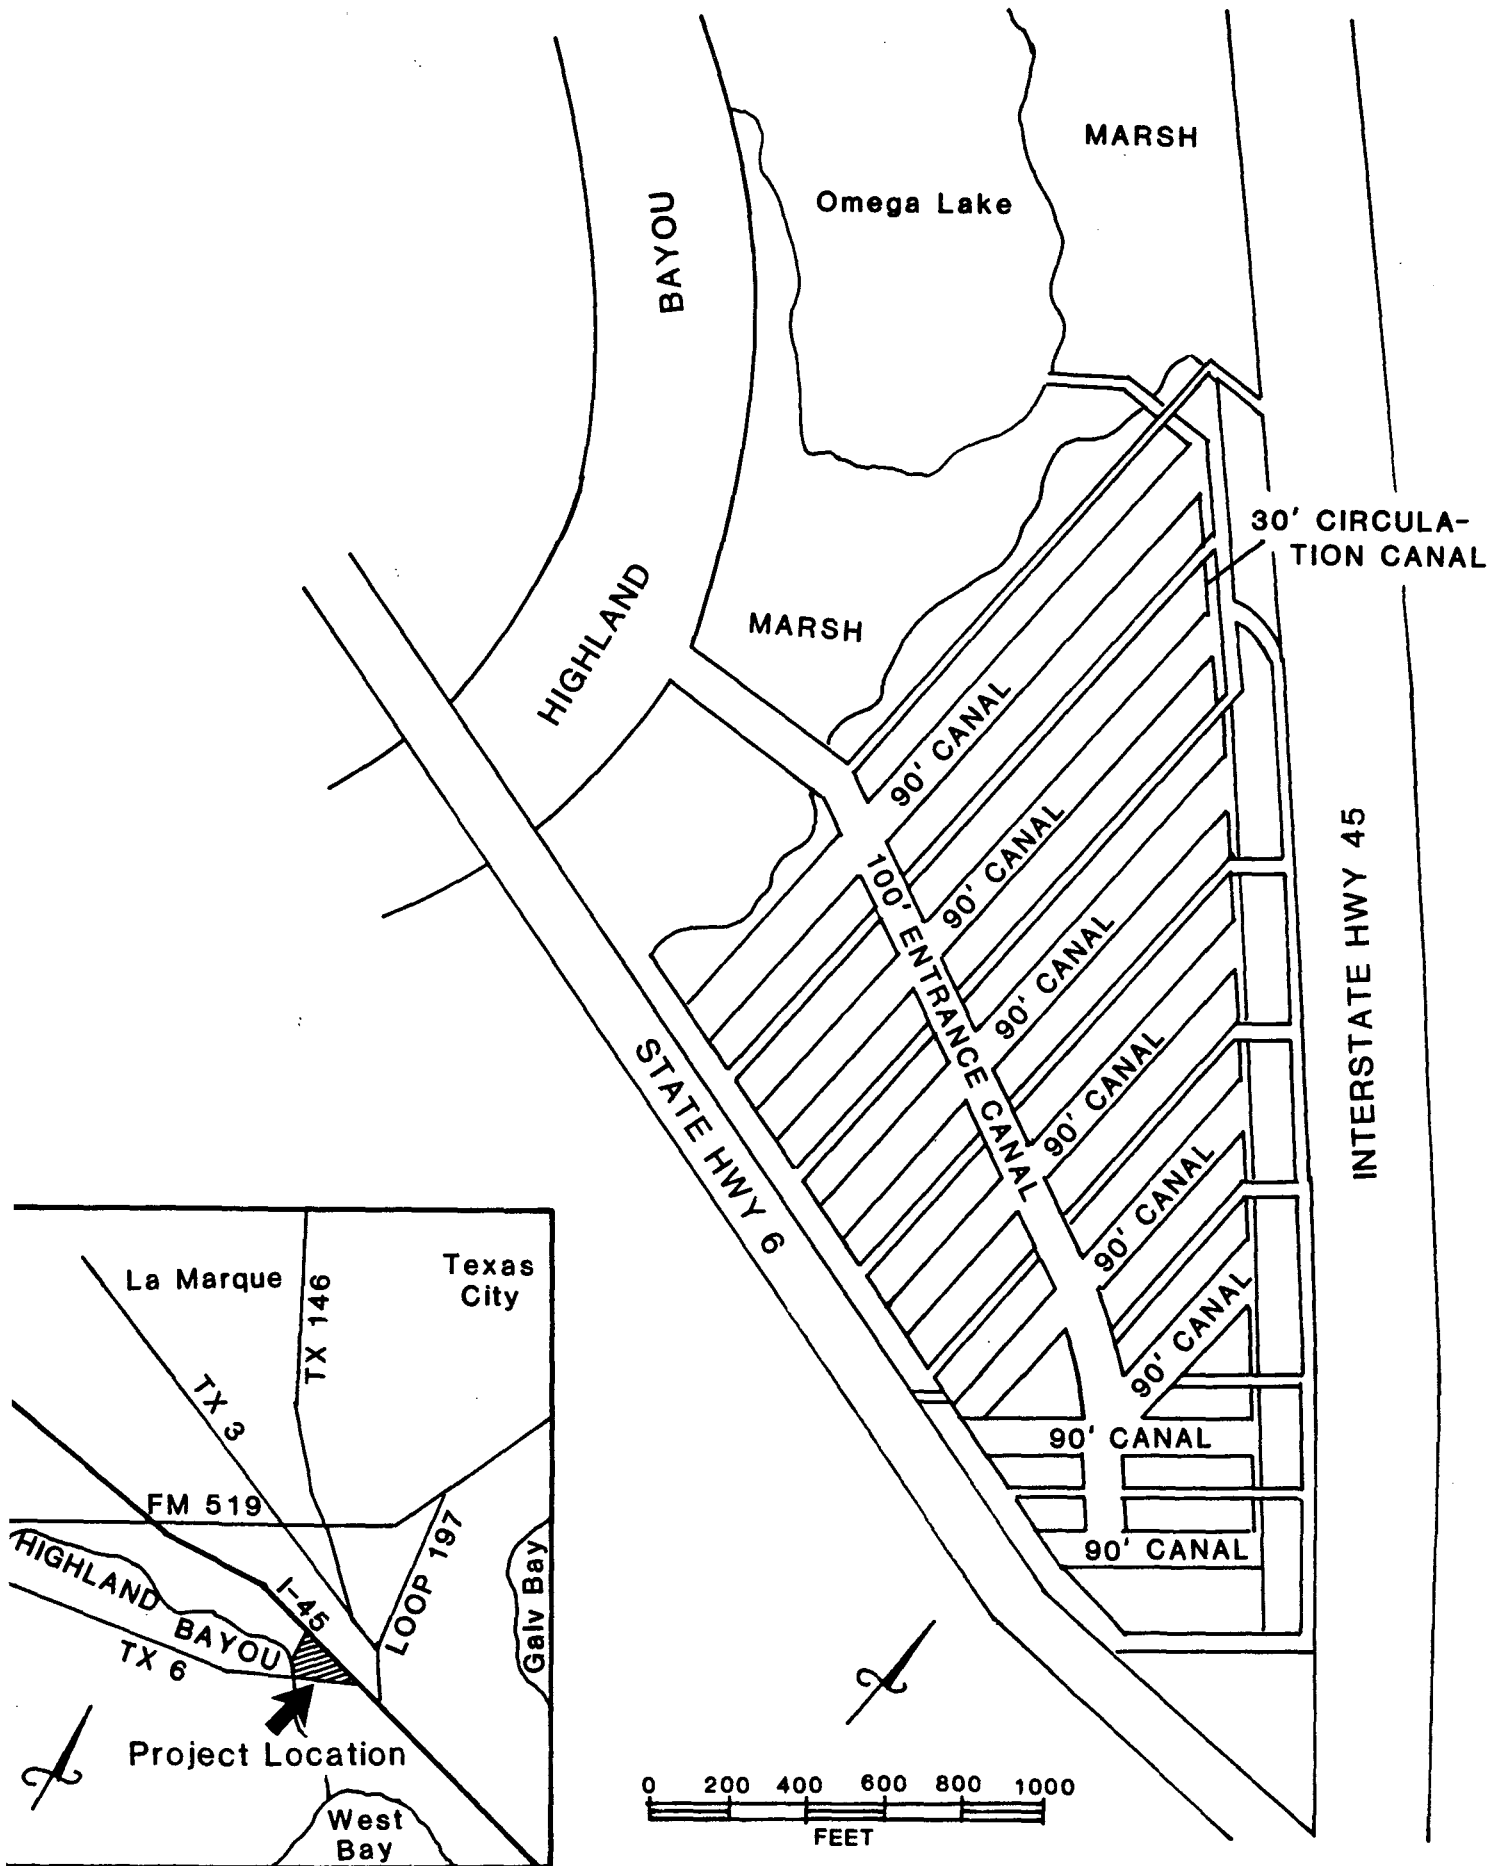 MARSH
Omega Lake
BAYOU
HIGHLAND
30' CIRCULA-
TION CANAL
MARSH
90' CANAL
90' CANAL
90' CANAL
90' CANAL
90' CANAL
90' CANAL
90' CANAL
90' CANAL
100' ENTRANCE CANAL
INTERSTATE HWY 45
STATE HWY 6
La Marque
Texas
City
TX 146
TX 3
FM 519
LOOP 197
HIGHLAND BAYOU
I-45
TX 6
Galv Bay
Project Location
West
Bay
0 200 400 600 800 1000
FEET